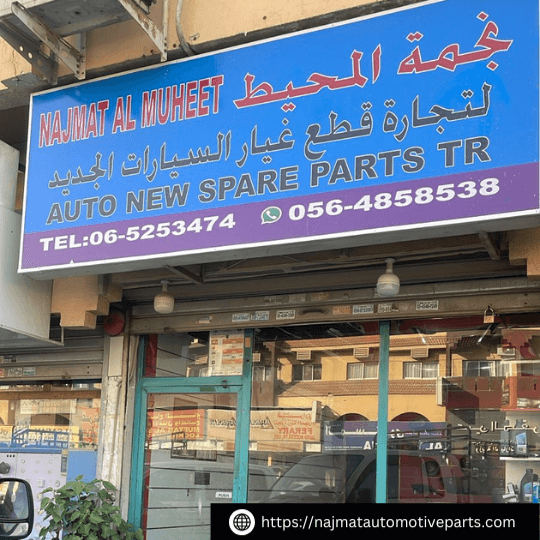 نجمة المحيط NAJMAT AL MUHEET
لتجارة قطع غيار السيارات الجديد
AUTO NEW SPARE PARTS TR
TEL:06-5253474 056-4858538
https://najmatautomotiveparts.com